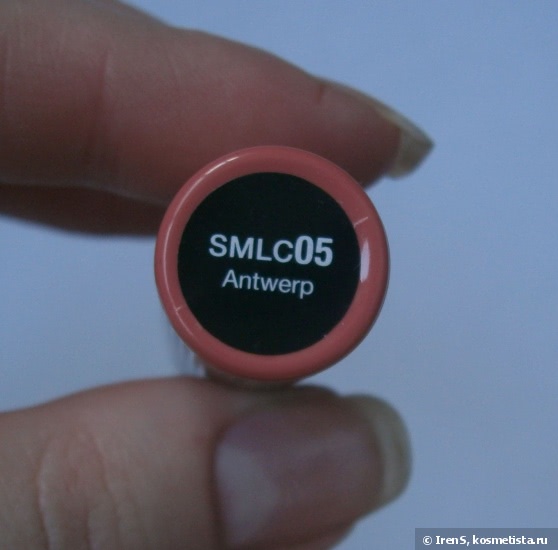 SMLC05
Antwerp
© IrenS, kosmetista.ru